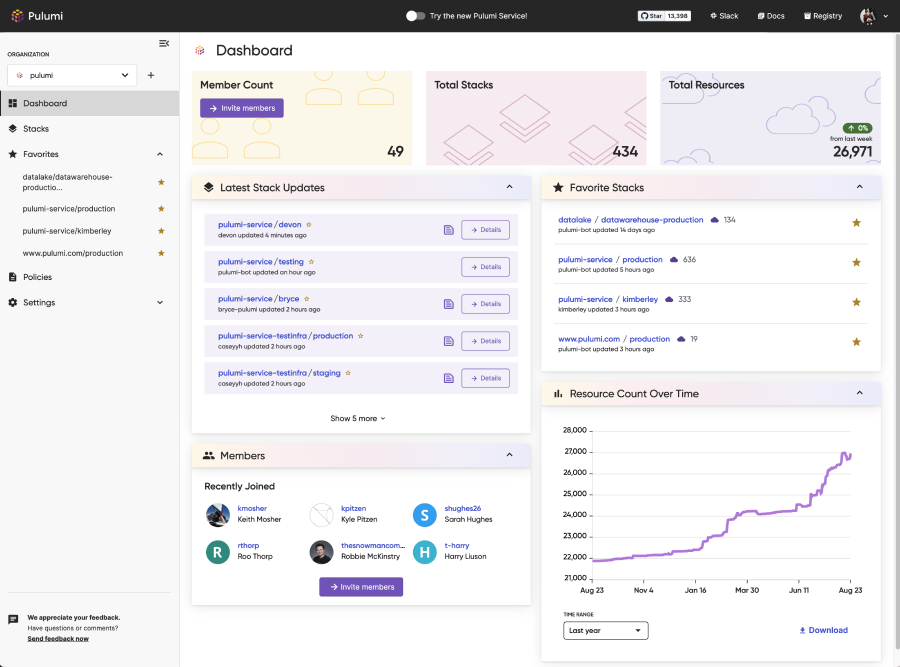 Pulumi
Try the new Pulumi Service!
Star 13,398
Slack
Docs
Registry
ORGANIZATION
pulumi
Dashboard
Stacks
Favorites
datalake/datawarehouse-
productio...
pulumi-service/production
pulumi-service/kimberley
www.pulumi.com/production
Policies
Settings
We appreciate your feedback.
Have questions or comments?
Send feedback now
Dashboard
Member Count
Invite members
49
Total Stacks
434
Total Resources
0%
from last week
26,971
Latest Stack Updates
pulumi-service/devon
devon updated 4 minutes ago
Details
pulumi-service/testing
pulumi-bot updated an hour ago
Details
pulumi-service/bryce
bryce-pulumi updated 2 hours ago
Details
pulumi-service-testinfra/production
caseyyh updated 2 hours ago
Details
pulumi-service-testinfra/staging
caseyyh updated 2 hours ago
Details
Show 5 more
Members
Recently Joined
kmosher
Keith Mosher
kpitzen
Kyle Pitzen
S
shughes26
Sarah Hughes
R
rthorp
Roo Thorp
thesnowmancom...
Robbie McKinstry
H
t-harry
Harry Liuson
Invite members
Favorite Stacks
datalake / datawarehouse-production 134
pulumi-bot updated 14 days ago
pulumi-service / production 636
pulumi-bot updated 5 hours ago
pulumi-service / kimberley 333
kimberley updated 3 hours ago
www.pulumi.com / production 19
pulumi-bot updated 3 hours ago
Resource Count Over Time
28,000
27,000
26,000
25,000
24,000
23,000
22,000
21,000
Aug 23 Nov 4 Jan 16 Mar 30 Jun 11 Aug 23
TIME RANGE
Last year
Download